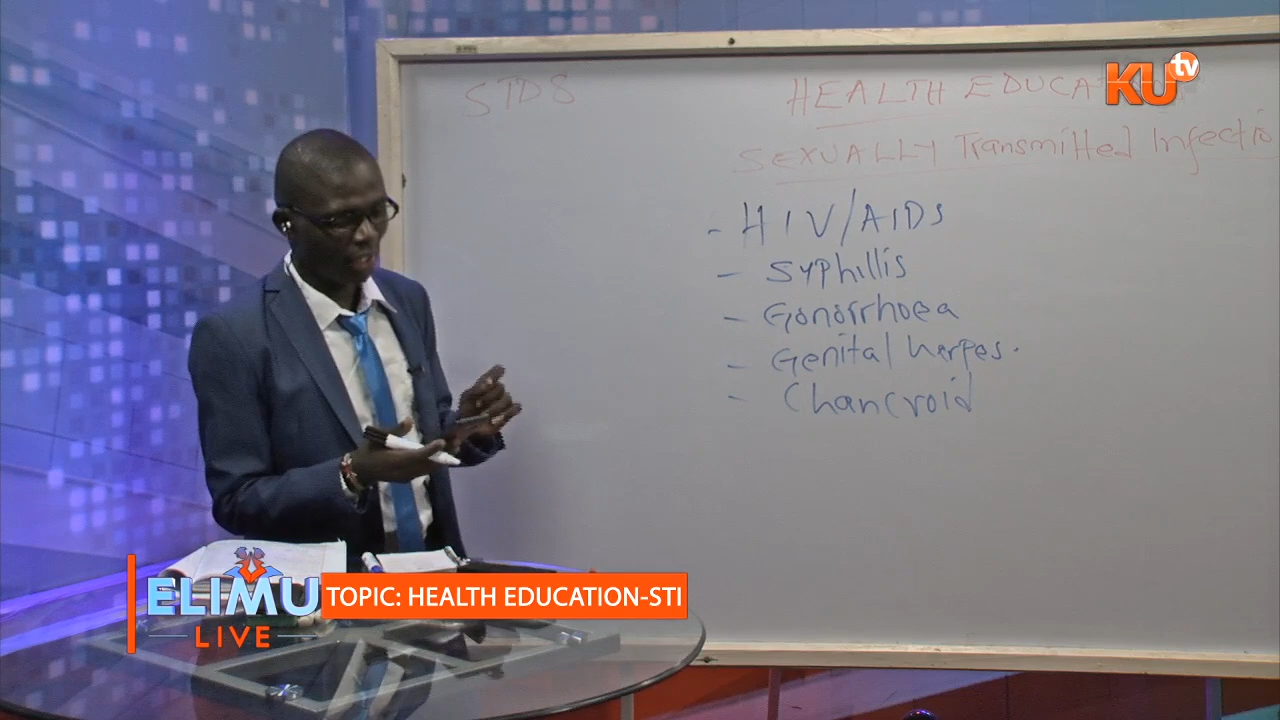 STDS
HEALTH EDUCAT
KU tv
SEXUALLY Transmitted Infectio
- HIV/AIDS
- Syphillis
- Gonorrhoea
- Genital herpes.
- Chancroid
ELIMU
LIVE
TOPIC: HEALTH EDUCATION-STI